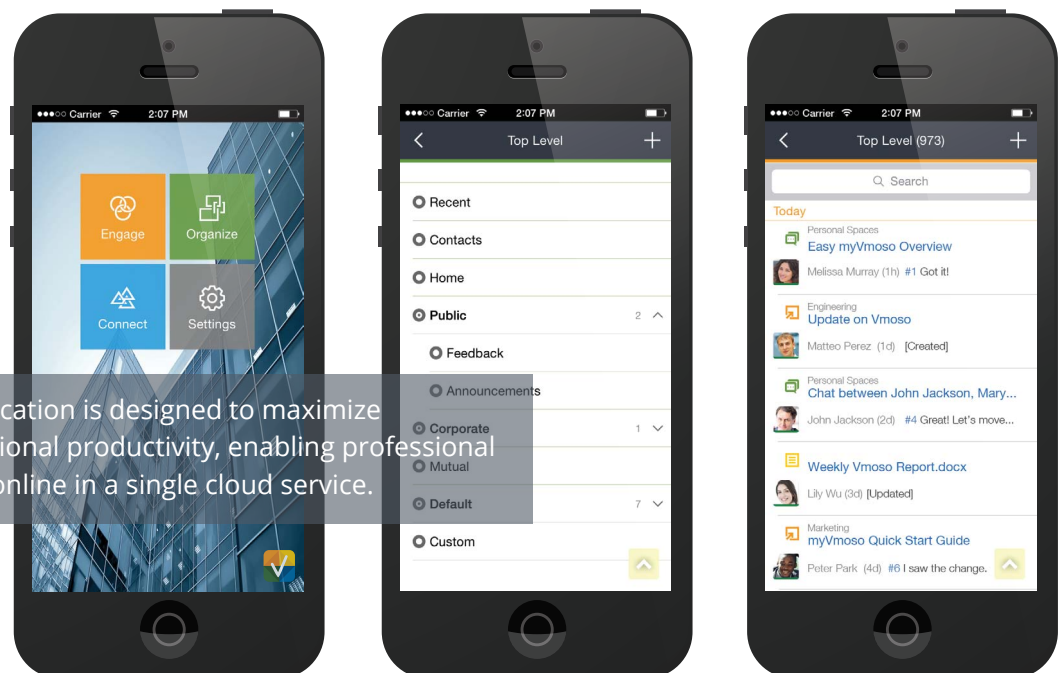 Carrier 2:07 PM
Engage
Organize
Connect
Settings
cation is designed to maximize
ional productivity, enabling professional
online in a single cloud service.
Carrier 2:07 PM
Top Level
Recent
Contacts
Home
Public 2
Feedback
Announcements
Corporate 1
Mutual
Default 7
Custom
Carrier 2:07 PM
Top Level (973)
Search
Today
Personal Spaces
Easy myVmoso Overview
Melissa Murray (1h) #1 Got it!
Engineering
Update on Vmoso
Matteo Perez (1d) [Created]
Personal Spaces
Chat between John Jackson, Mary...
John Jackson (2d) #4 Great! Let's move...
Weekly Vmoso Report.docx
Lily Wu (3d) [Updated]
Marketing
myVmoso Quick Start Guide
Peter Park (4d) #6 I saw the change.